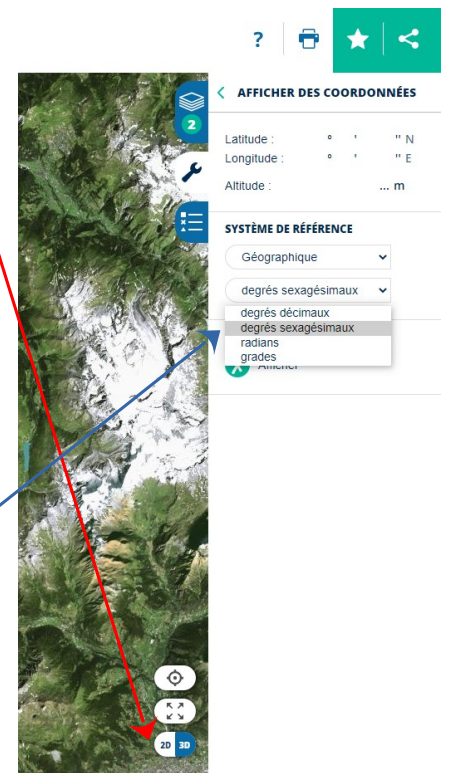 ?
2
AFFICHER DES COORDONNÉES
Latitude : ° ' '' N
Longitude : ° ' '' E
Altitude : ... m
SYSTÈME DE RÉFÉRENCE
Géographique
degrés sexagésimaux
degrés décimaux
degrés sexagésimaux
radians
grades
Afficher
2D 3D